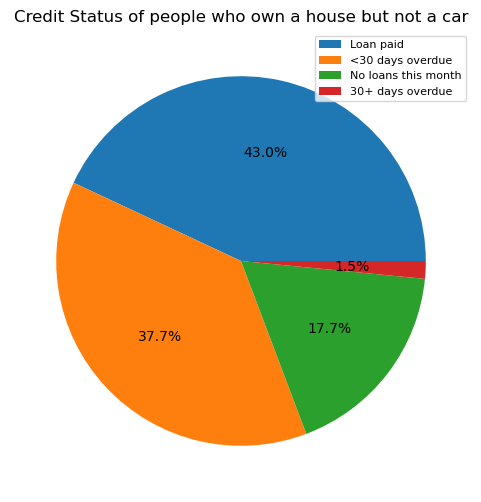 Credit Status of people who own a house but not a car
Loan paid
<30 days overdue
No loans this month
30+ days overdue
43.0%
1.5%
17.7%
37.7%